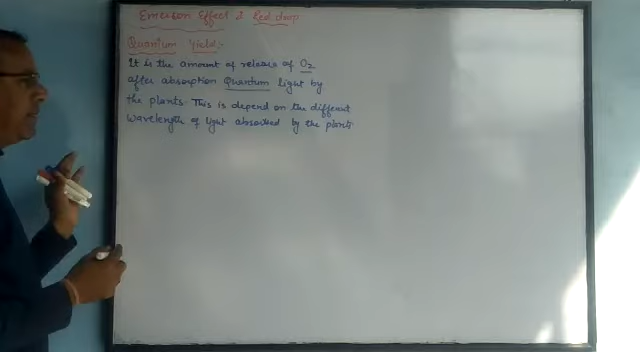 Emerson Effect & Red drop
Quantum Yield:-
It is the amount of release of O2
after absorption Quantum light by
the plants. This is depend on the different
wavelength of light absorbed by the plants